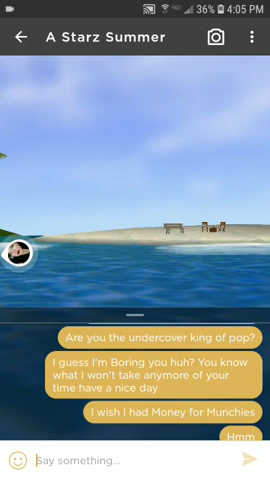 36% 4:05 PM
A Starz Summer
Are you the undercover king of pop?
I guess I'm Boring you huh? You know
what I won't take anymore of your
time have a nice day
I wish I had Money for Munchies
Hmm
Say something...